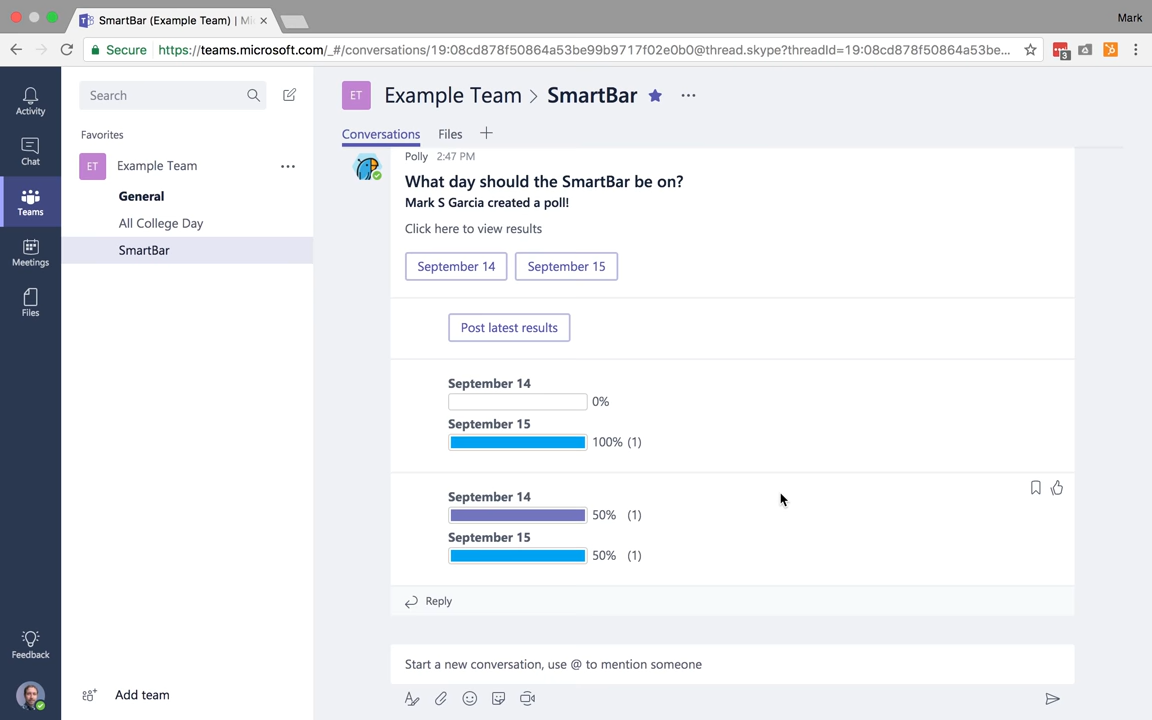 SmartBar (Example Team) | Mi
Mark
Secure
https://teams.microsoft.com/_#/conversations/19:08cd878f50864a53be99b9717f02e0b0@thread.skype?threadId=19:08cd878f50864a53be...
3
Activity
Chat
Teams
Meetings
Files
Feedback
Search
Favorites
ET
Example Team
General
All College Day
SmartBar
Add team
ET
Example Team > SmartBar
Conversations
Files
Polly 2:47 PM
What day should the SmartBar be on?
Mark S Garcia created a poll!
Click here to view results
September 14
September 15
Post latest results
September 14
0%
September 15
100% (1)
September 14
50% (1)
September 15
50% (1)
Reply
Start a new conversation, use @ to mention someone